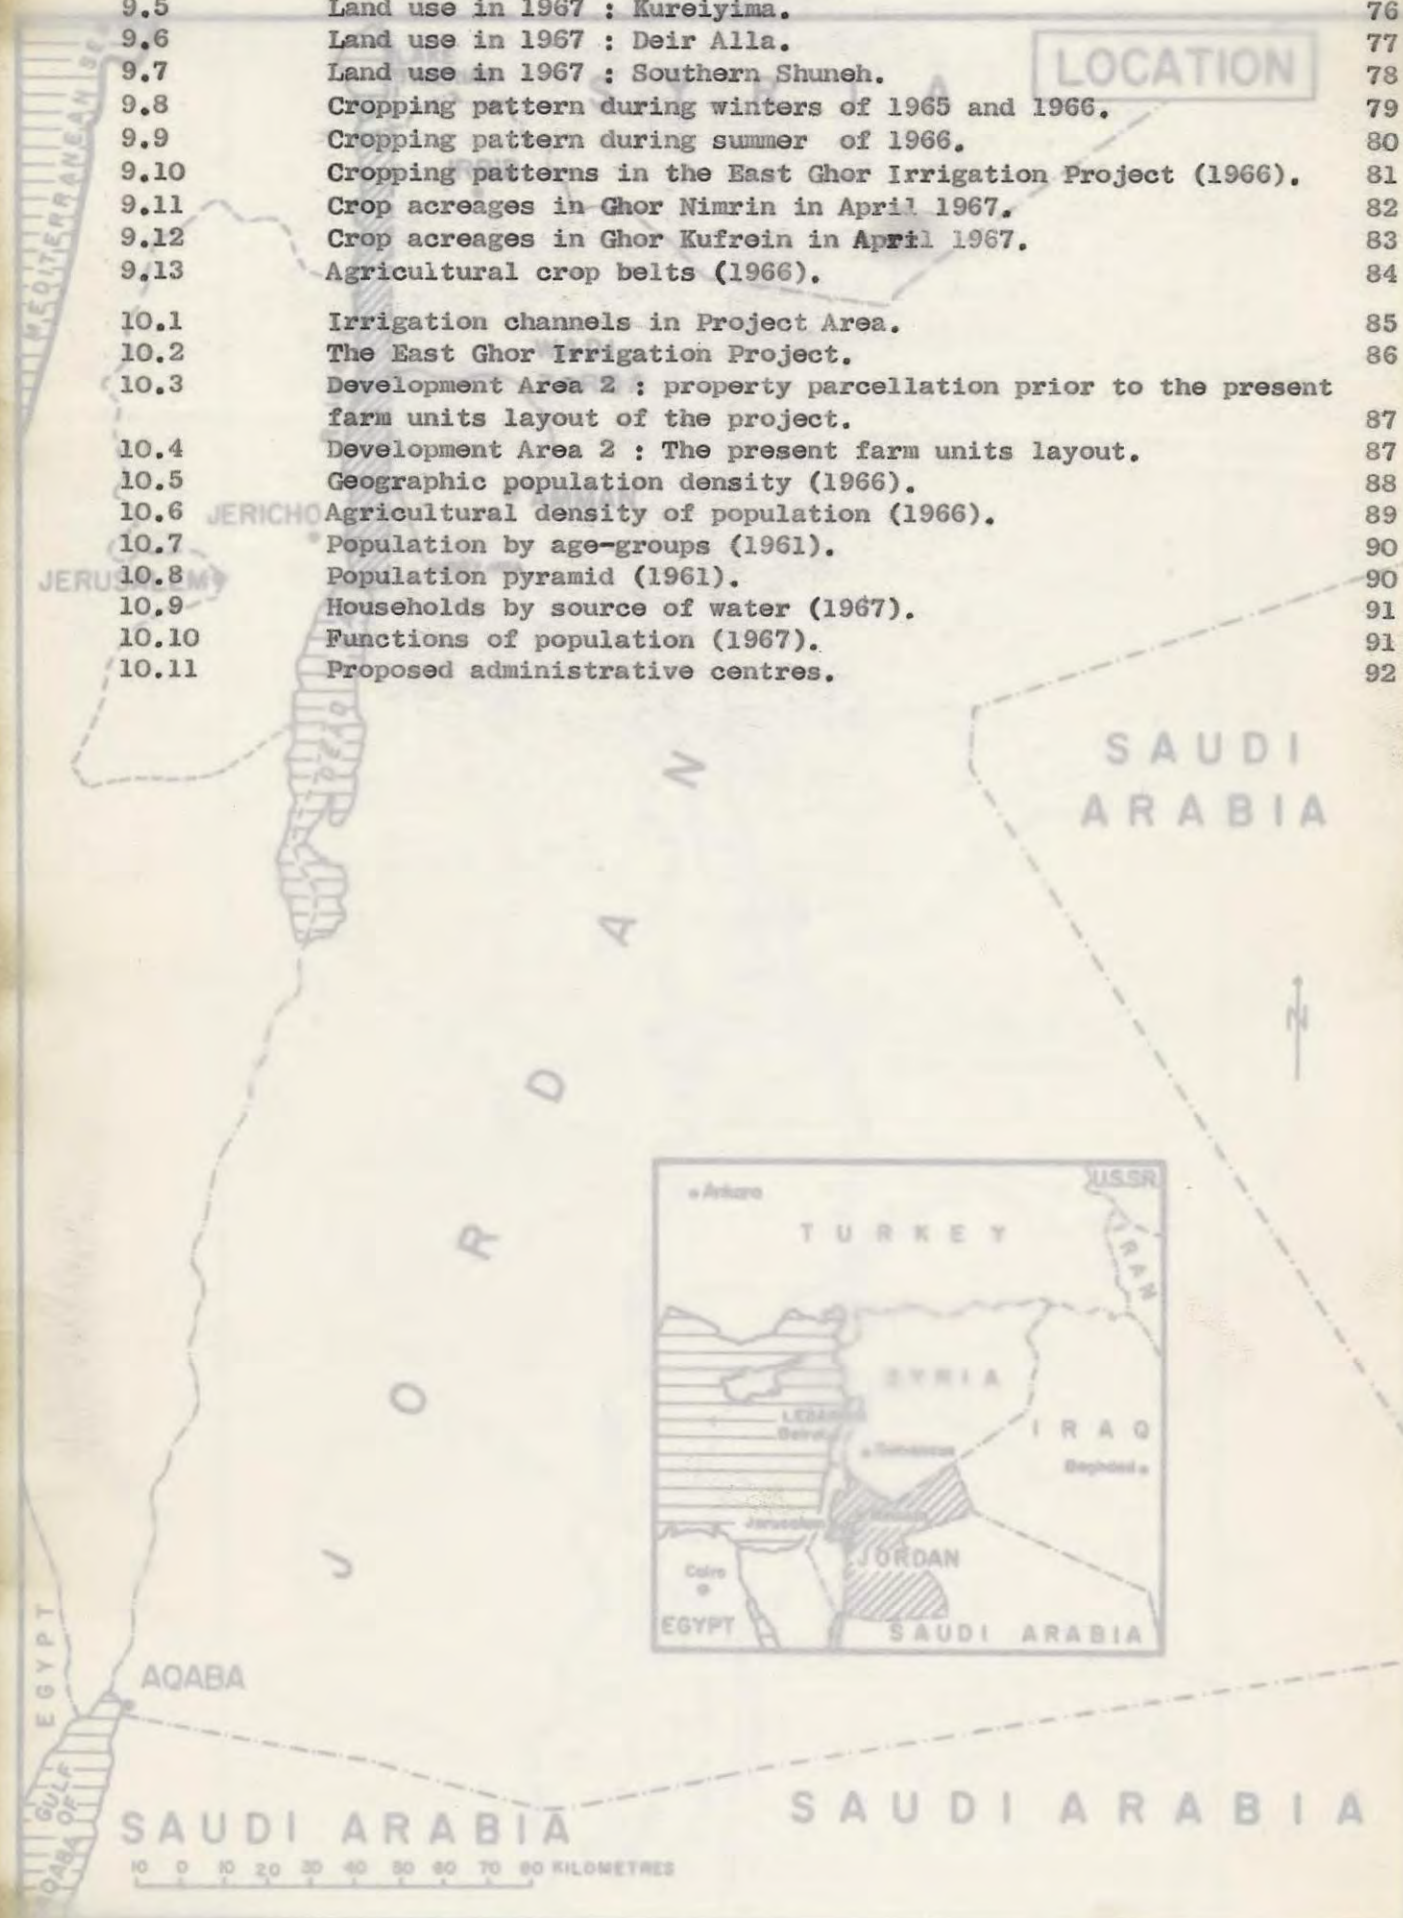 9.5 Land use in 1967 : Kureiyima. 76
9.6 Land use in 1967 : Deir Alla. 77
9.7 Land use in 1967 : Southern Shuneh. 78
9.8 Cropping pattern during winters of 1965 and 1966. 79
9.9 Cropping pattern during summer of 1966. 80
9.10 Cropping patterns in the East Ghor Irrigation Project (1966). 81
9.11 Crop acreages in Ghor Nimrin in April 1967. 82
9.12 Crop acreages in Ghor Kufrein in April 1967. 83
9.13 Agricultural crop belts (1966). 84
10.1 Irrigation channels in Project Area. 85
10.2 The East Ghor Irrigation Project. 86
10.3 Development Area 2 : property parcellation prior to the present
farm units layout of the project. 87
10.4 Development Area 2 : The present farm units layout. 87
10.5 Geographic population density (1966). 88
10.6 Agricultural density of population (1966). 89
10.7 Population by age-groups (1961). 90
10.8 Population pyramid (1961). 90
10.9 Households by source of water (1967). 91
10.10 Functions of population (1967). 91
10.11 Proposed administrative centres. 92
LOCATION
MEDITERRANEAN SEA
JERICHO
JERUSALEM
DEAD
SAUDI
ARABIA
N
JORDAN
U.S.S.R.
Ankara
TURKEY
IRAN
SYRIA
IRAQ
Baghdad
Damascus
Jerusalem
JORDAN
Cairo
EGYPT
SAUDI ARABIA
EGYPT
AQABA
GULF
OF
AQABA
SAUDI ARABIA
SAUDI ARABIA
10 0 10 20 30 40 50 60 70 80 KILOMETRES